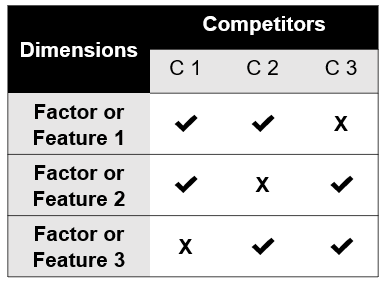 Competitors
Dimensions
C 1 C 2 C 3
Factor or
Feature 1
✓ ✓ X
Factor or
Feature 2
✓ X ✓
Factor or
Feature 3
X ✓ ✓